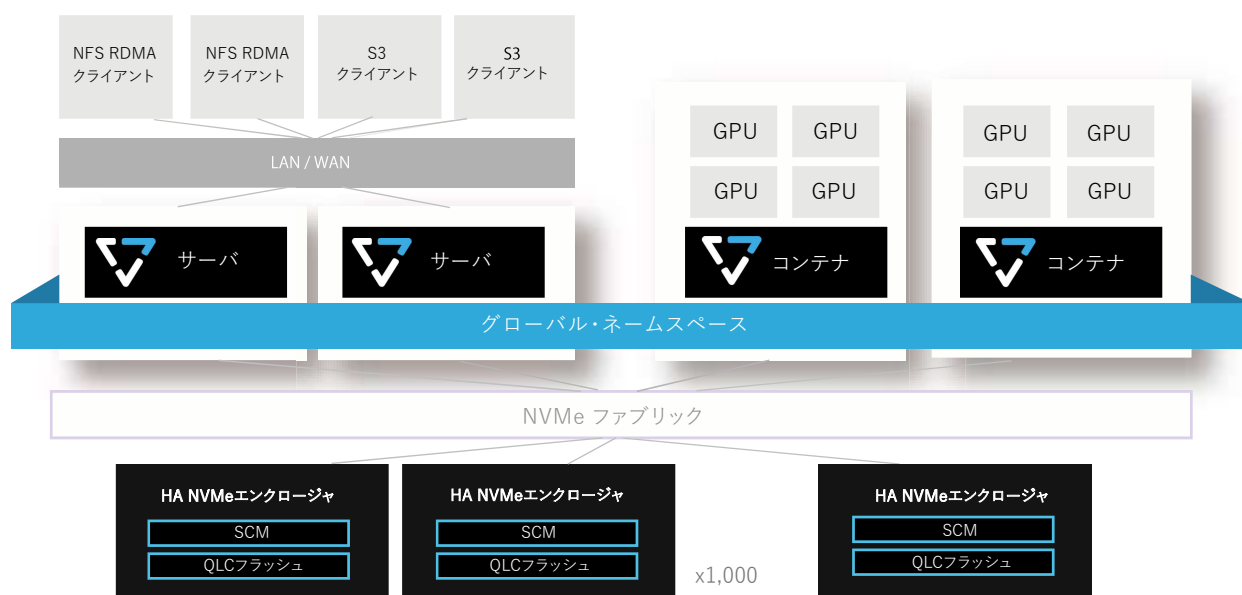 NFS RDMA
クライアント
NFS RDMA
クライアント
S3
クライアント
S3
クライアント
LAN / WAN
サーバ
サーバ
GPU
GPU
GPU
GPU
コンテナ
GPU
GPU
GPU
GPU
コンテナ
グローバル・ネームスペース
NVMe ファブリック
HA NVMeエンクロージャ
SCM
QLCフラッシュ
HA NVMeエンクロージャ
SCM
QLCフラッシュ
x1,000
HA NVMeエンクロージャ
SCM
QLCフラッシュ